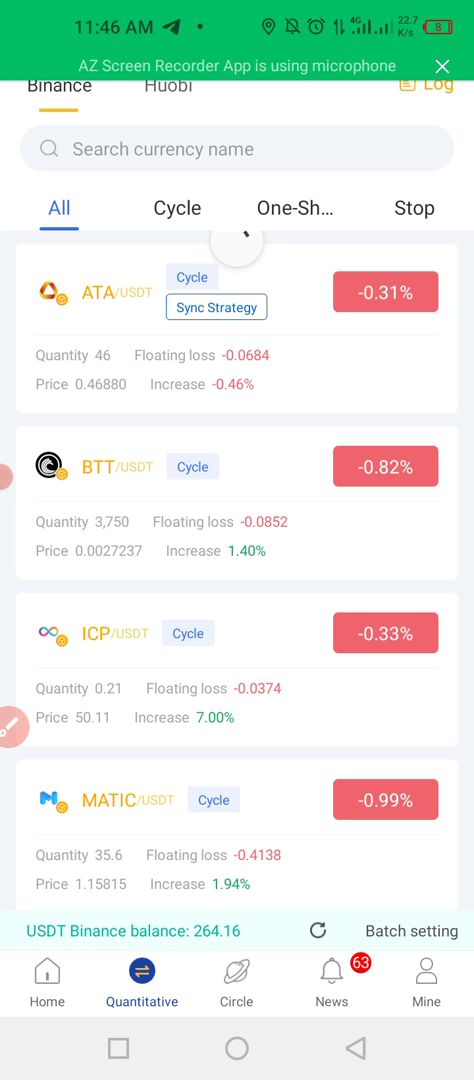 11:46 AM 4G 22.7 K/s 8
AZ Screen Recorder App is using microphone
Binance Huobi Log
Search currency name
All Cycle One-Sh... Stop
ATA/USDT Cycle -0.31%
Sync Strategy
Quantity 46 Floating loss -0.0684
Price 0.46880 Increase -0.46%
BTT/USDT Cycle -0.82%
Quantity 3,750 Floating loss -0.0852
Price 0.0027237 Increase 1.40%
ICP/USDT Cycle -0.33%
Quantity 0.21 Floating loss -0.0374
Price 50.11 Increase 7.00%
MATIC/USDT Cycle -0.99%
Quantity 35.6 Floating loss -0.4138
Price 1.15815 Increase 1.94%
USDT Binance balance: 264.16 Batch setting
63
Home Quantitative Circle News Mine